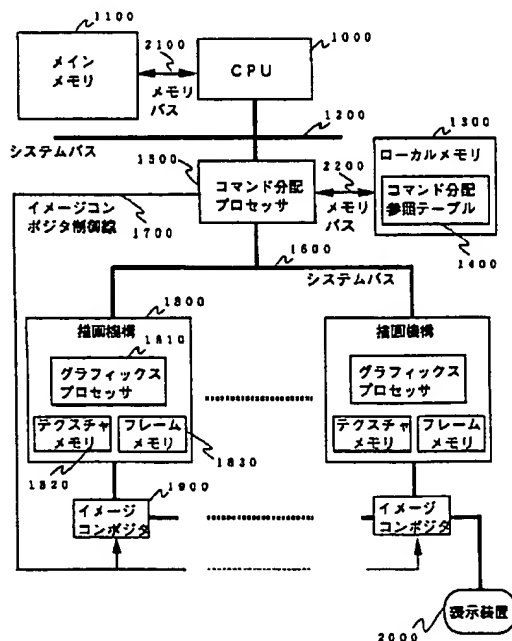 1100
メイン
メモリ
2100
メモリ
バス
1000
CPU
1200
システムバス
1500
コマンド分配
プロセッサ
2200
メモリ
バス
1300
ローカルメモリ
コマンド分配
参照テーブル
1400
イメージコン
ポジタ制御線
1700
1600
システムバス
1800
描画機構
1810
グラフィックス
プロセッサ
テクスチャ
メモリ
フレーム
メモリ
1820
1830
描画機構
グラフィックス
プロセッサ
テクスチャ
メモリ
フレーム
メモリ
1900
イメージ
コンポジタ
イメージ
コンポジタ
表示装置
2000